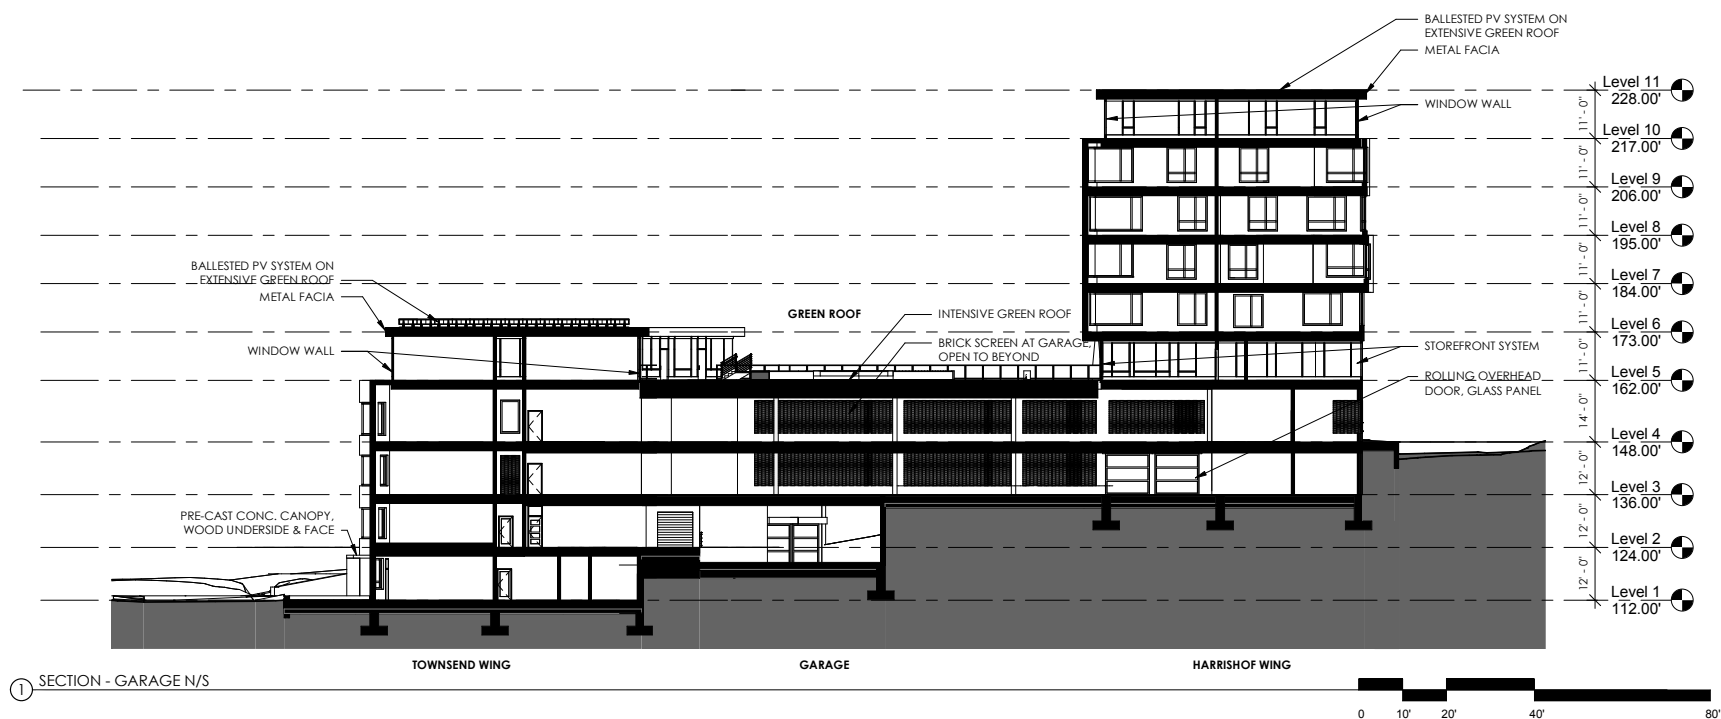 BALLESTED PV SYSTEM ON
EXTENSIVE GREEN ROOF
METAL FACIA
WINDOW WALL
Level 11
228.00'
11' - 0"
Level 10
217.00'
11' - 0"
Level 9
206.00'
11' - 0"
Level 8
195.00'
11' - 0"
Level 7
184.00'
11' - 0"
Level 6
173.00'
11' - 0"
Level 5
162.00'
14' - 0"
Level 4
148.00'
12' - 0"
Level 3
136.00'
12' - 0"
Level 2
124.00'
12' - 0"
Level 1
112.00'
BALLESTED PV SYSTEM ON
EXTENSIVE GREEN ROOF
METAL FACIA
WINDOW WALL
GREEN ROOF
INTENSIVE GREEN ROOF
BRICK SCREEN AT GARAGE,
OPEN TO BEYOND
STOREFRONT SYSTEM
ROLLING OVERHEAD
DOOR, GLASS PANEL
PRE-CAST CONC. CANOPY,
WOOD UNDERSIDE & FACE
TOWNSEND WING
GARAGE
HARRISHOF WING
1
SECTION - GARAGE N/S
0 10' 20' 40' 80'